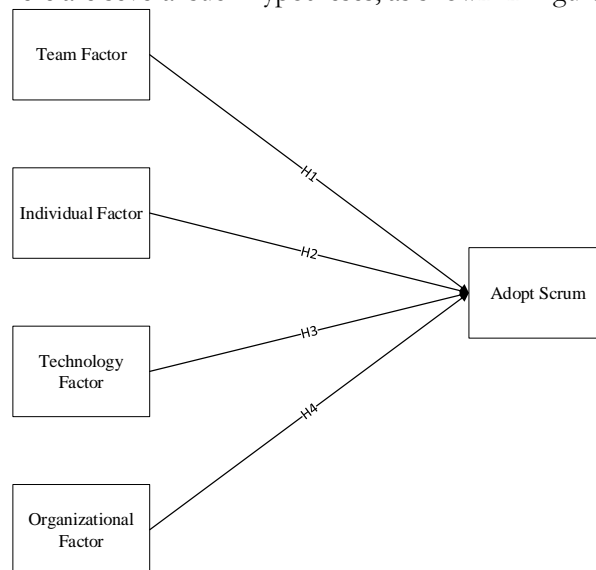 Team Factor
H1
Individual Factor
H2
Adopt Scrum
H3
Technology
Factor
H4
Organizational
Factor